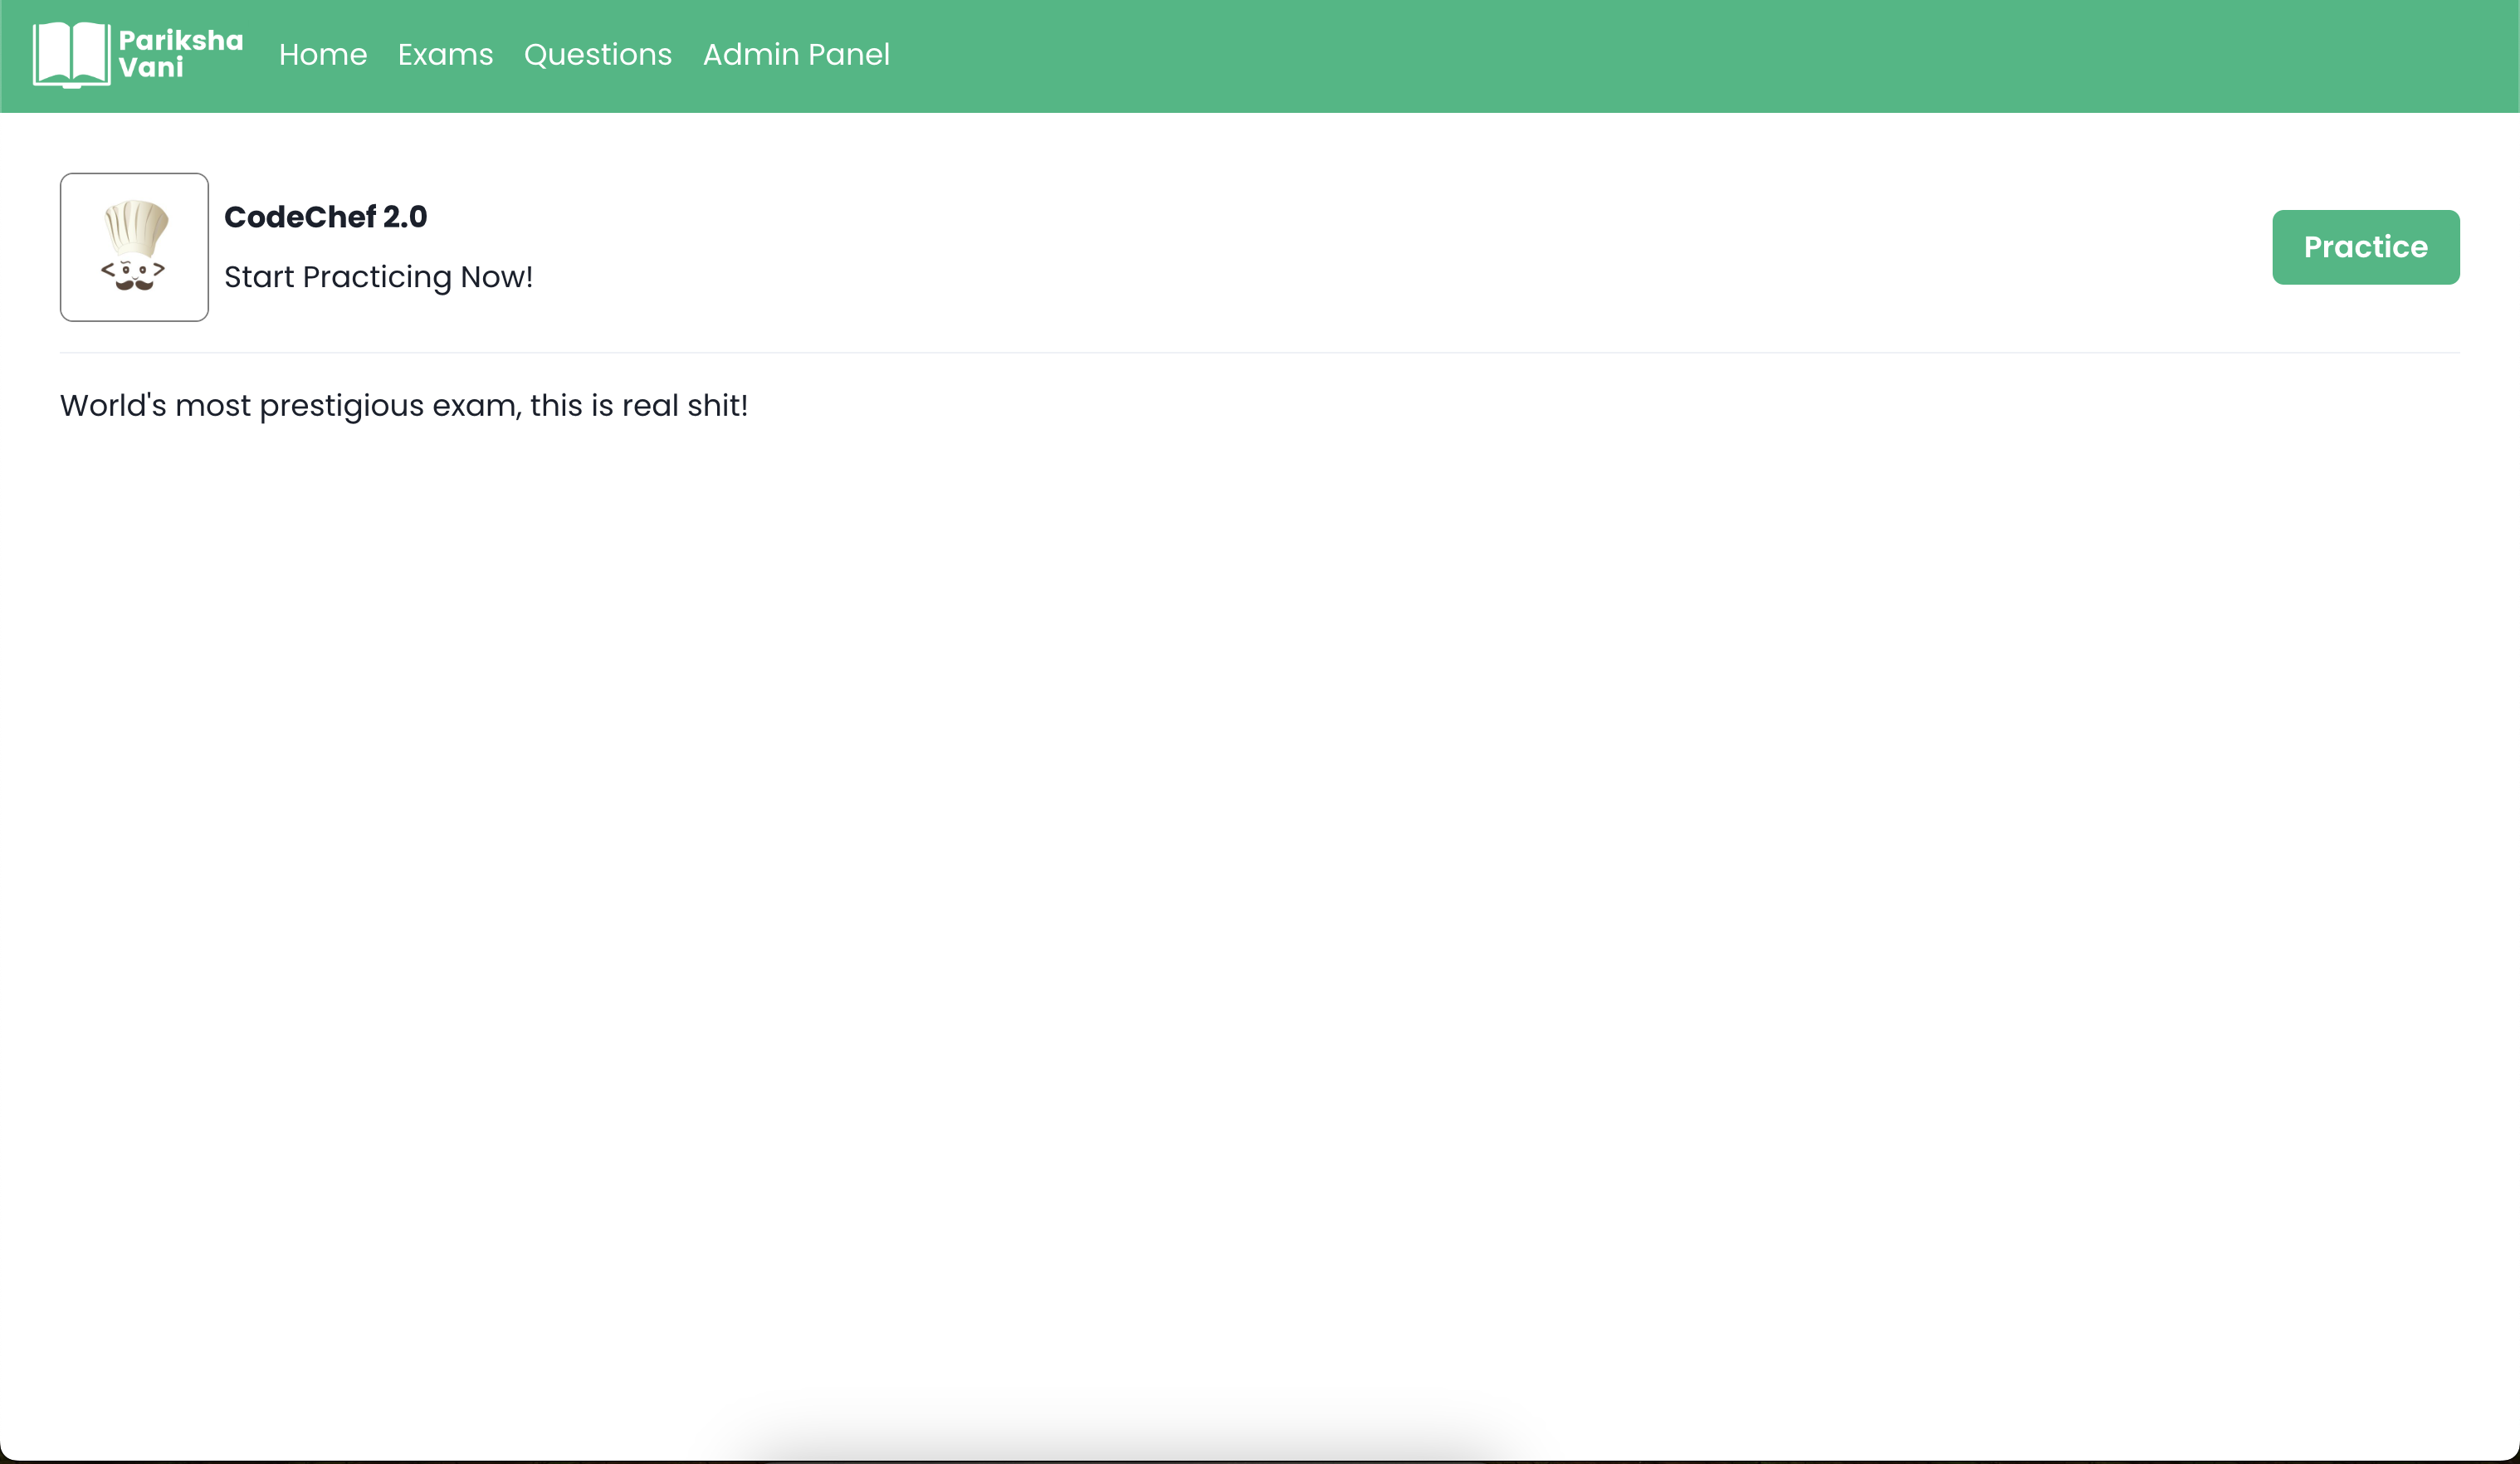 Pariksha
Vani
Home Exams Questions Admin Panel
CodeChef 2.0
Start Practicing Now!
Practice
World's most prestigious exam, this is real shit!